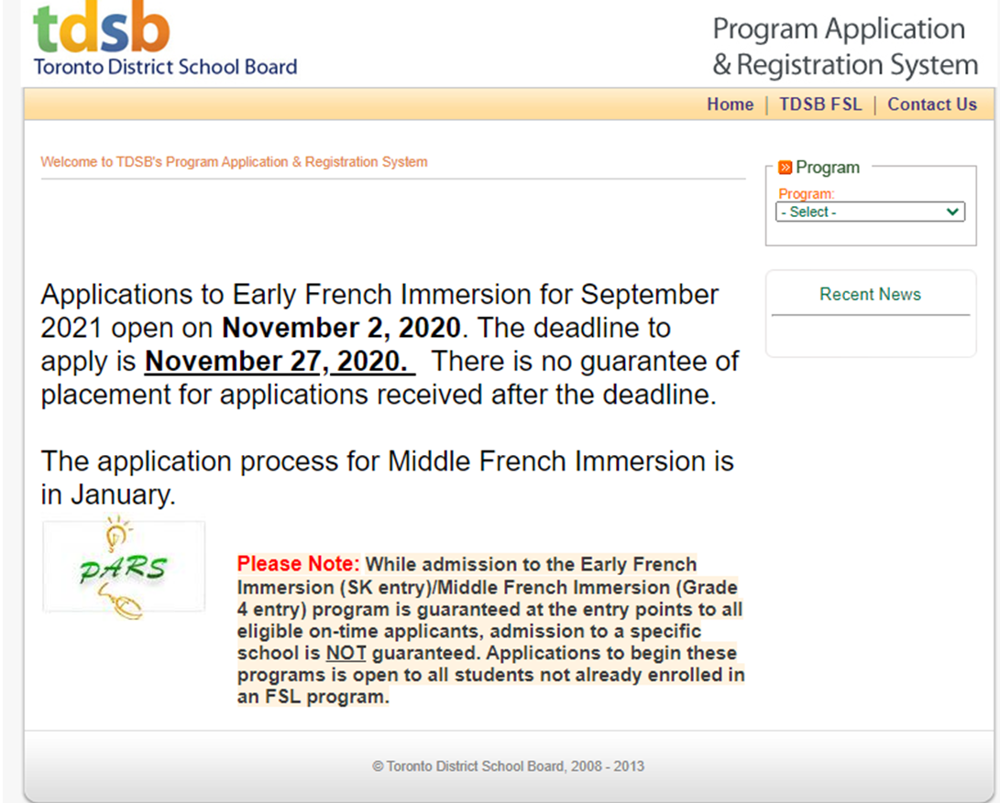 tdsb
Toronto District School Board
Program Application
& Registration System
Home | TDSB FSL | Contact Us
Welcome to TDSB's Program Application & Registration System
Program
Program:
- Select -
Recent News
Applications to Early French Immersion for September
2021 open on November 2, 2020. The deadline to
apply is November 27, 2020. There is no guarantee of
placement for applications received after the deadline.
The application process for Middle French Immersion is
in January.
PARS
Please Note: While admission to the Early French
Immersion (SK entry)/Middle French Immersion (Grade
4 entry) program is guaranteed at the entry points to all
eligible on-time applicants, admission to a specific
school is NOT guaranteed. Applications to begin these
programs is open to all students not already enrolled in
an FSL program.
© Toronto District School Board, 2008 - 2013